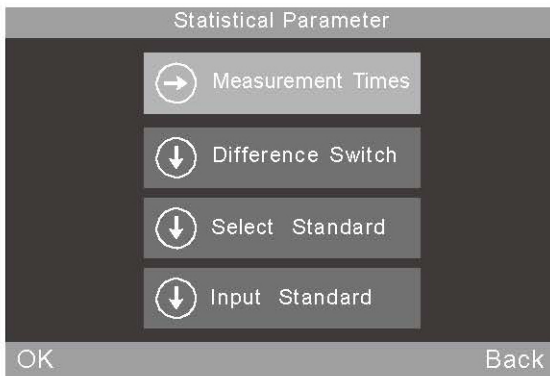 Statistical Parameter
Measurement Times
Difference Switch
Select Standard
Input Standard
OK Back